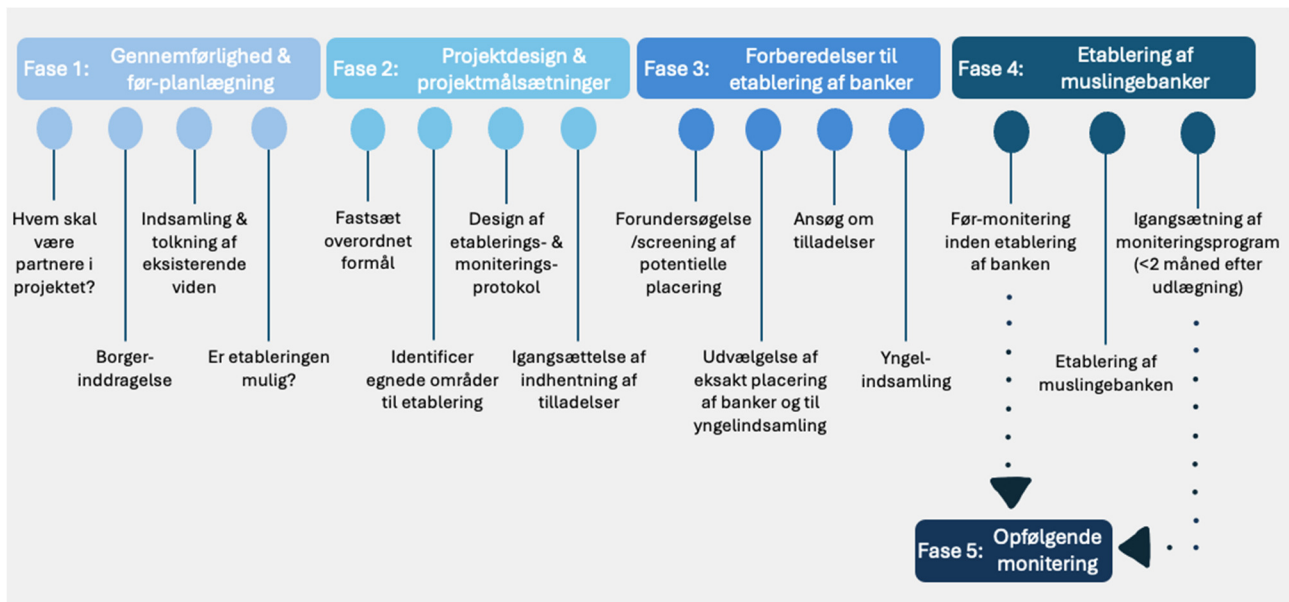 Fase 1:
Gennemførlighed &
før-planlægning
Hvem skal
være
partnere i
projektet?
Borger-
inddragelse
Indsamling &
tolkning af
eksisterende
viden
Er etableringen
mulig?
Fase 2:
Projektdesign &
projektmålsætninger
Fastsæt
overordnet
formål
Identificer
egnede områder
til etablering
Design af
etablerings- &
moniterings-
protokol
Igangsættelse af
indhentning af
tilladelser
Fase 3:
Forberedelser til
etablering af banker
Forundersøgelse
/screening af
potentielle
placering
Udvælgelse af
eksakt placering
af banker og til
yngelindsamling
Ansøg om
tilladelser
Yngel-
indsamling
Fase 4:
Etablering af
muslingebanker
Før-monitering
inden etablering
af banken
Etablering af
muslingebanken
Igangsætning af
moniteringsprogram
(<2 måned efter
udlægning)
Fase 5:
Opfølgende
monitering